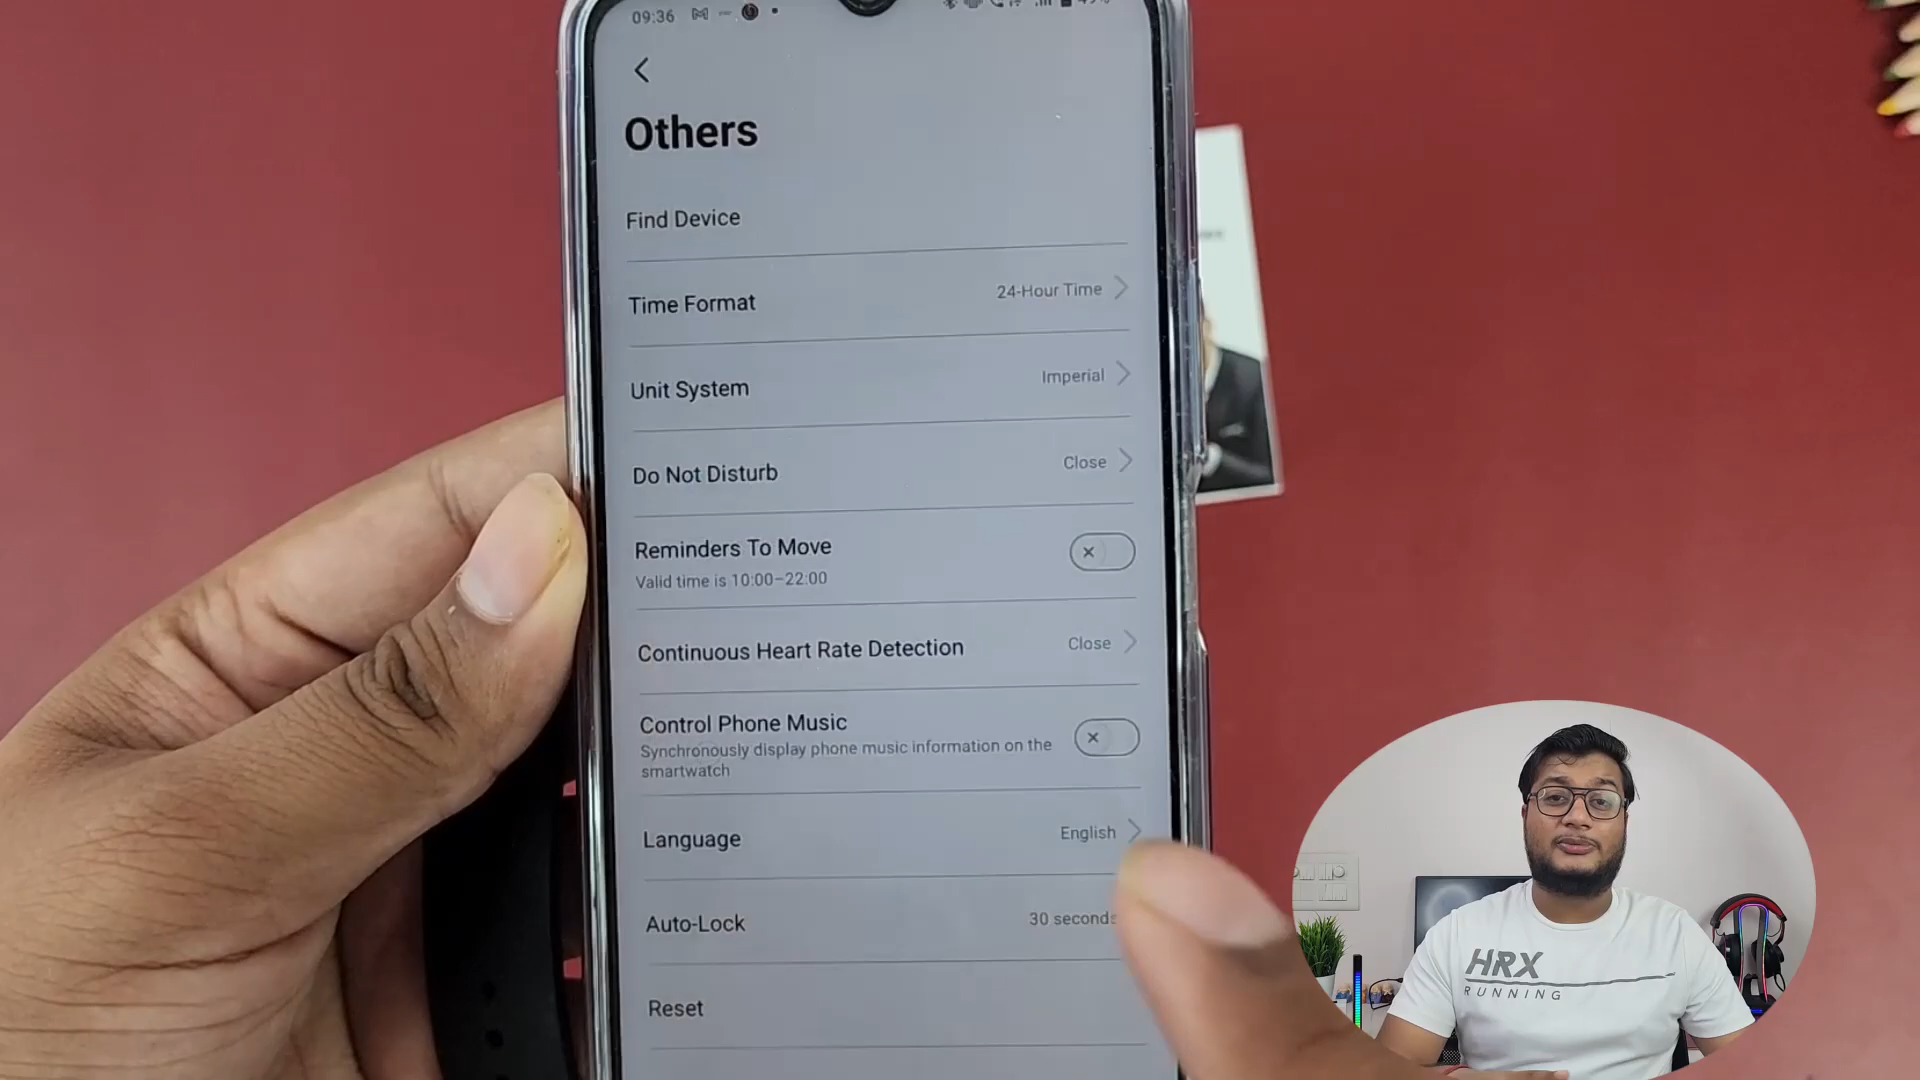 09:36
Others
Find Device
Time Format
24-Hour Time
Unit System
Imperial
Do Not Disturb
Close
Reminders To Move
Valid time is 10:00–22:00
Continuous Heart Rate Detection
Close
Control Phone Music
Synchronously display phone music information on the
smartwatch
Language
English
Auto-Lock
30 seconds
Reset
HRX
RUNNING